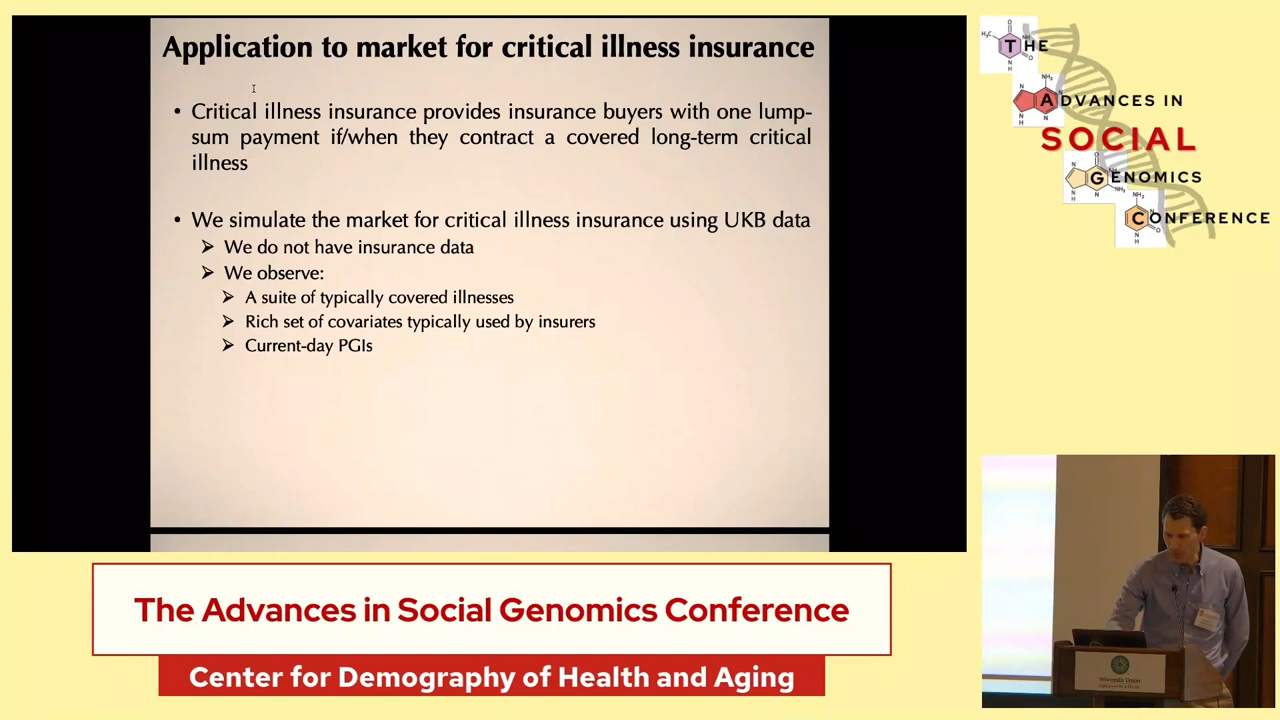 Application to market for critical illness insurance
• Critical illness insurance provides insurance buyers with one lump-
sum payment if/when they contract a covered long-term critical
illness
• We simulate the market for critical illness insurance using UKB data
➢ We do not have insurance data
➢ We observe:
➢ A suite of typically covered illnesses
➢ Rich set of covariates typically used by insurers
➢ Current-day PGIs
THE
ADVANCES IN
SOCIAL
GENOMICS
CONFERENCE
The Advances in Social Genomics Conference
Center for Demography of Health and Aging
Wisconsin Union